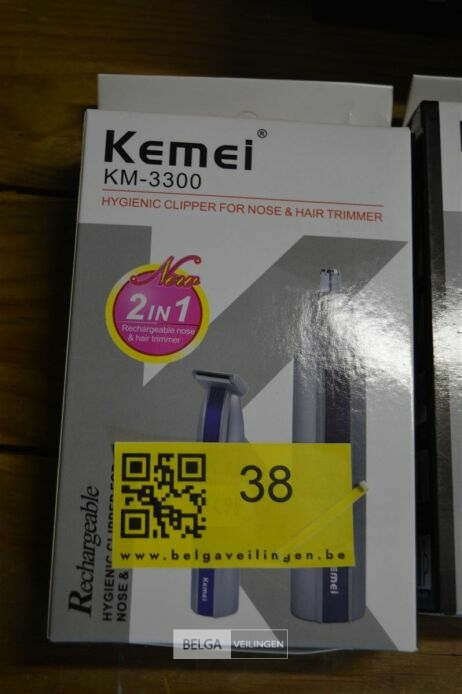 Kemei®
KM-3300
HYGIENIC CLIPPER FOR NOSE & HAIR TRIMMER
New
2 IN 1
Rechargeable nose
& hair trimmer
38
www.belgaveilingen.be
Rechargeable
HYGIENIC CLIPPER FOR
NOSE &
Kemei
Kemei
BELGA VEILINGEN